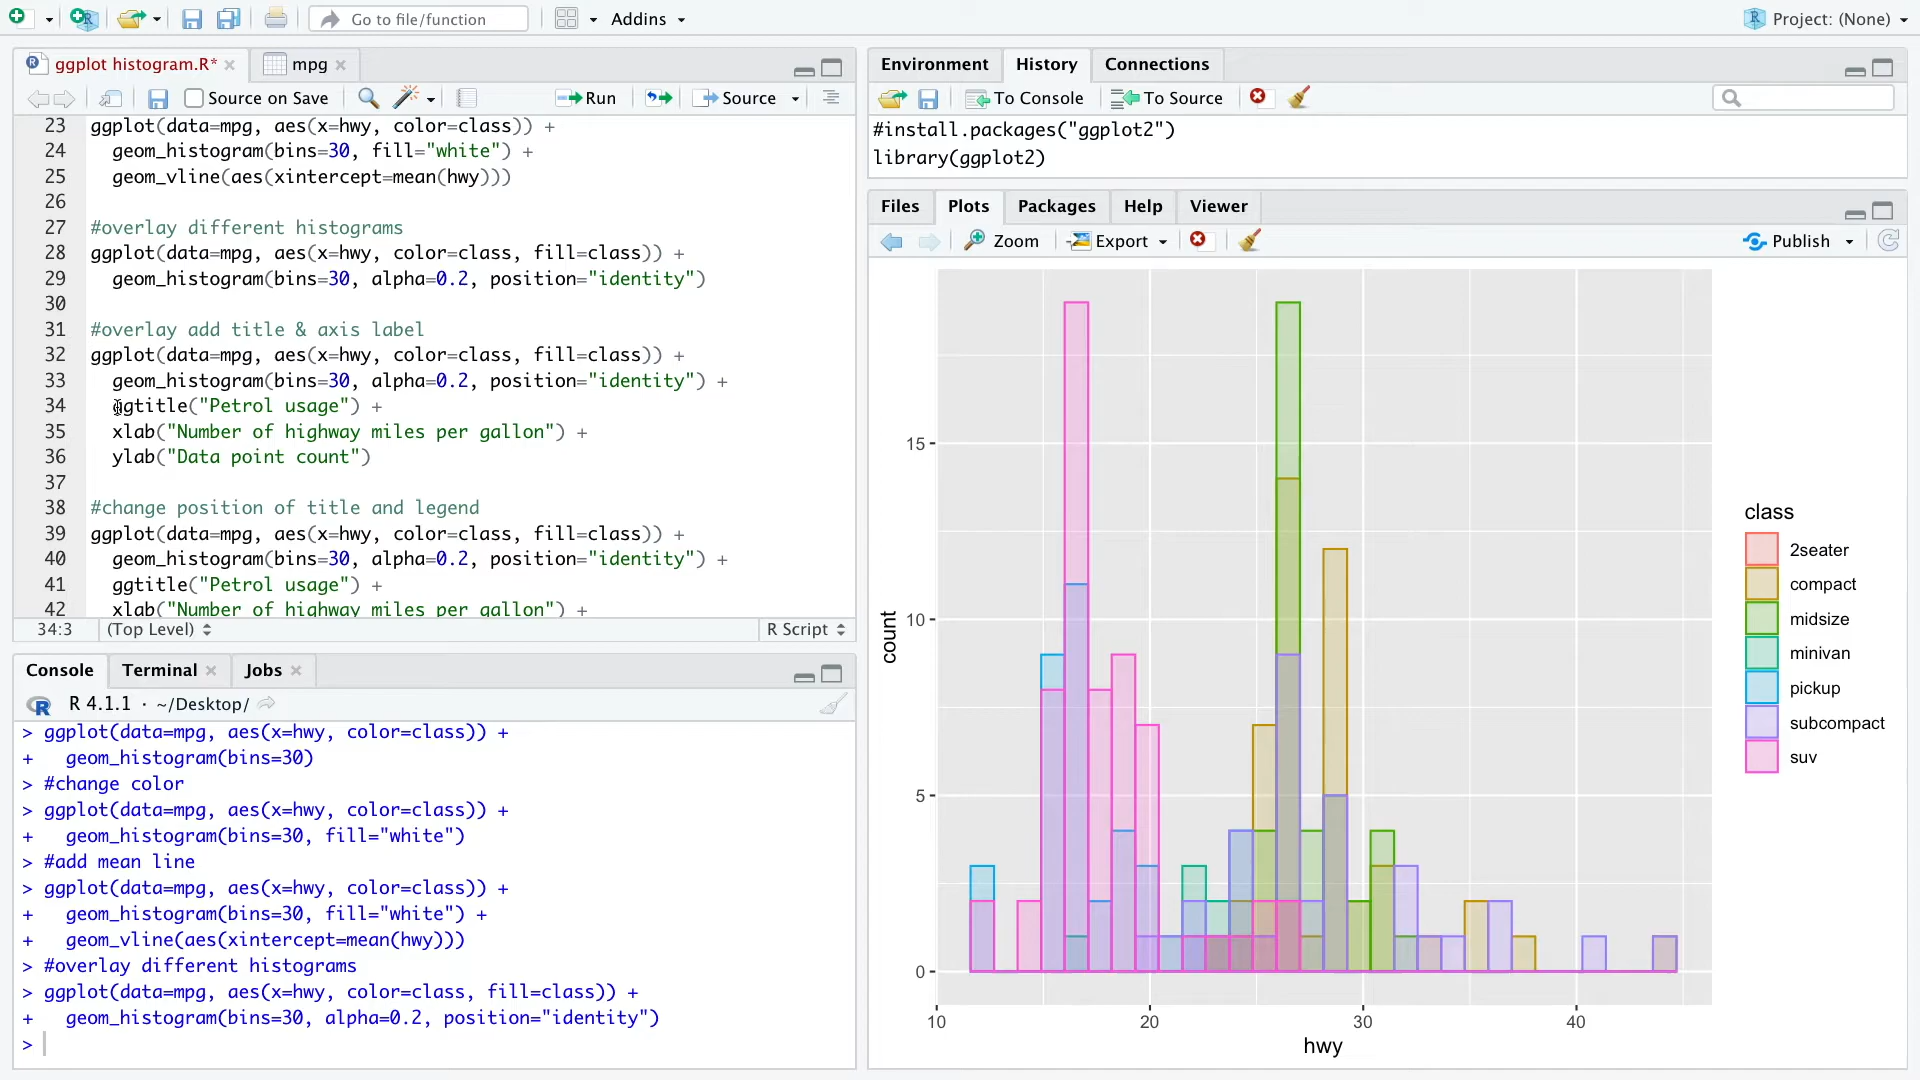 Go to file/function
Addins
Project: (None)
ggplot histogram.R*
mpg
Source on Save
Run
Source
23 ggplot(data=mpg, aes(x=hwy, color=class)) +
24 geom_histogram(bins=30, fill="white") +
25 geom_vline(aes(xintercept=mean(hwy)))
26
27 #overlay different histograms
28 ggplot(data=mpg, aes(x=hwy, color=class, fill=class)) +
29 geom_histogram(bins=30, alpha=0.2, position="identity")
30
31 #overlay add title & axis label
32 ggplot(data=mpg, aes(x=hwy, color=class, fill=class)) +
33 geom_histogram(bins=30, alpha=0.2, position="identity") +
34 ggtitle("Petrol usage") +
35 xlab("Number of highway miles per gallon") +
36 ylab("Data point count")
37
38 #change position of title and legend
39 ggplot(data=mpg, aes(x=hwy, color=class, fill=class)) +
40 geom_histogram(bins=30, alpha=0.2, position="identity") +
41 ggtitle("Petrol usage") +
42 xlab("Number of highway miles per gallon") +
34:3 (Top Level) R Script
Console Terminal Jobs
R 4.1.1 · ~/Desktop/
> ggplot(data=mpg, aes(x=hwy, color=class)) +
+ geom_histogram(bins=30)
> #change color
> ggplot(data=mpg, aes(x=hwy, color=class)) +
+ geom_histogram(bins=30, fill="white")
> #add mean line
> ggplot(data=mpg, aes(x=hwy, color=class)) +
+ geom_histogram(bins=30, fill="white") +
+ geom_vline(aes(xintercept=mean(hwy)))
> #overlay different histograms
> ggplot(data=mpg, aes(x=hwy, color=class, fill=class)) +
+ geom_histogram(bins=30, alpha=0.2, position="identity")
>
Environment History Connections
To Console To Source
#install.packages("ggplot2")
library(ggplot2)
Files Plots Packages Help Viewer
Zoom Export Publish
15
10
5
0
count
10 20 30 40
hwy
class
2seater
compact
midsize
minivan
pickup
subcompact
suv